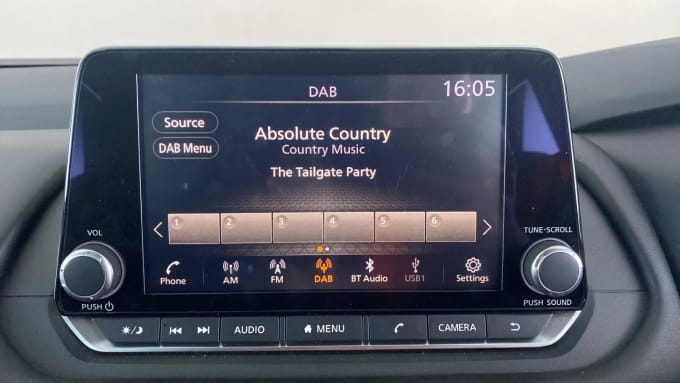 DAB 16:05
Source
DAB Menu
Absolute Country
Country Music
The Tailgate Party
1 2 3 4 5 6
VOL
TUNE-SCROLL
Phone AM FM DAB BT Audio USB1 Settings
PUSH
PUSH SOUND
AUDIO MENU CAMERA